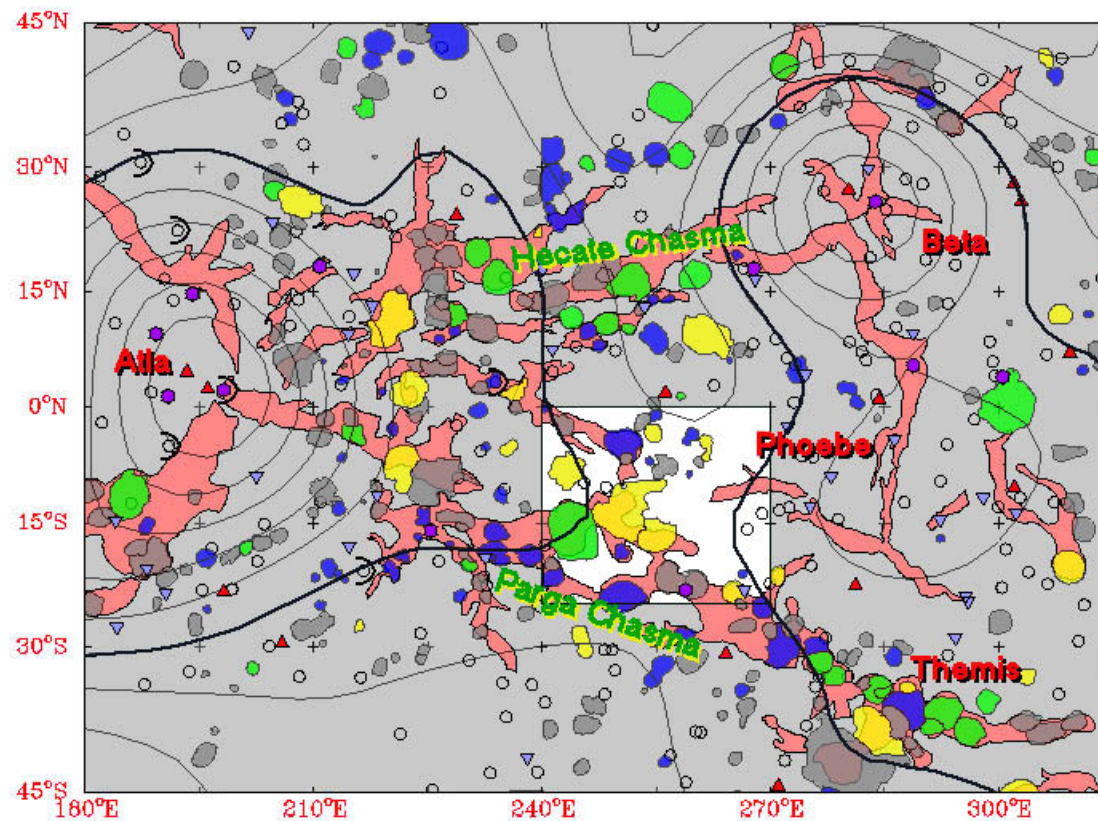 45°N
30°N
15°N
0°N
15°S
30°S
45°S
Hecate Chasma
Beta
Atla
Phoebe
Parga Chasma
Themis
180°E
210°E
240°E
270°E
300°E